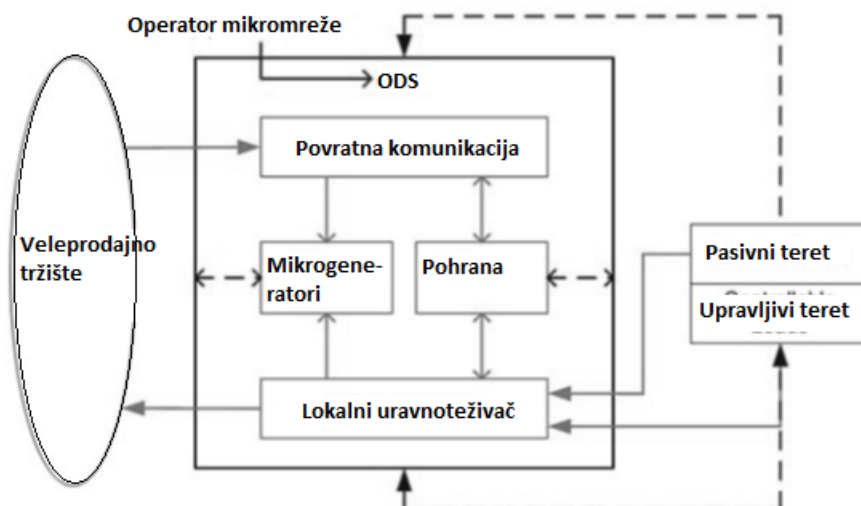 Operator mikromreže
ODS
Povratna komunikacija
Veleprodajno
tržište
Mikrogene-
ratori
Pohrana
Pasivni teret
Upravljivi teret
Lokalni uravnoteživač